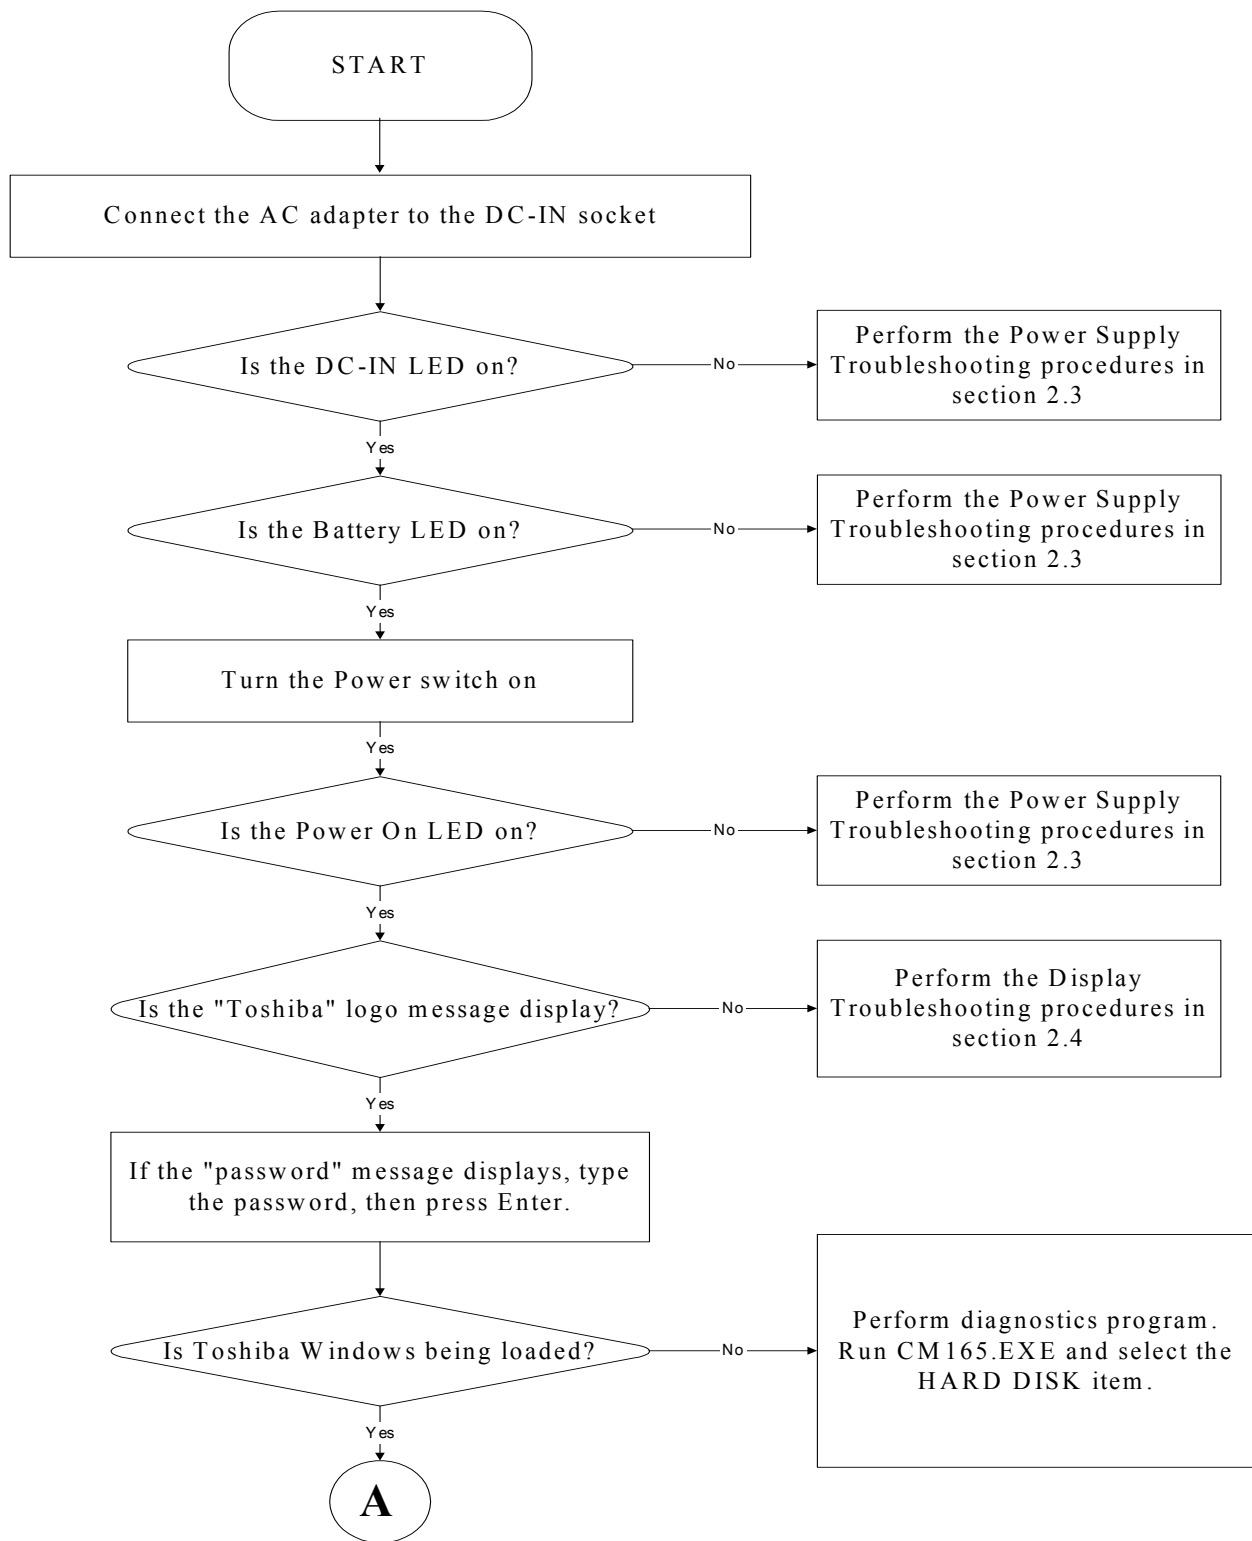 START
Connect the AC adapter to the DC-IN socket
Is the DC-IN LED on?
No
Perform the Power Supply
Troubleshooting procedures in
section 2.3
Yes
Is the Battery LED on?
No
Perform the Power Supply
Troubleshooting procedures in
section 2.3
Yes
Turn the Power switch on
Yes
Is the Power On LED on?
No
Perform the Power Supply
Troubleshooting procedures in
section 2.3
Yes
Is the "Toshiba" logo message display?
No
Perform the Display
Troubleshooting procedures in
section 2.4
Yes
If the "password" message displays, type
the password, then press Enter.
Is Toshiba Windows being loaded?
No
Perform diagnostics program.
Run CM165.EXE and select the
HARD DISK item.
Yes
A